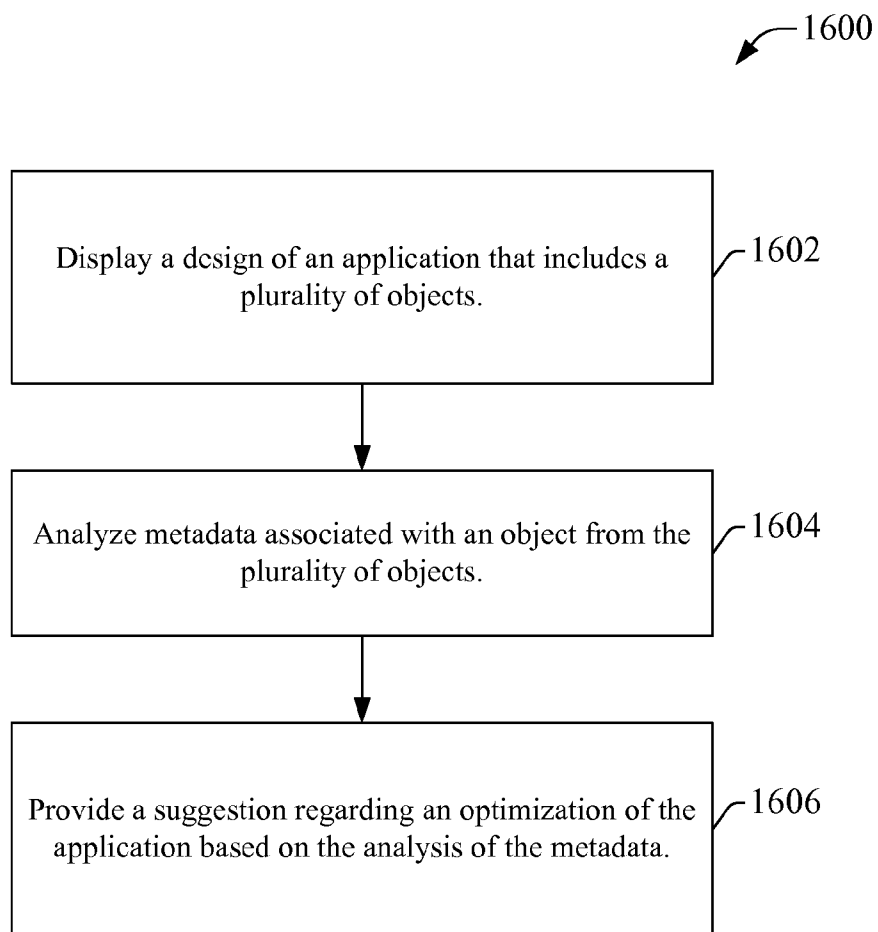 1600
Display a design of an application that includes a
plurality of objects.
1602
Analyze metadata associated with an object from the
plurality of objects.
1604
Provide a suggestion regarding an optimization of the
application based on the analysis of the metadata.
1606